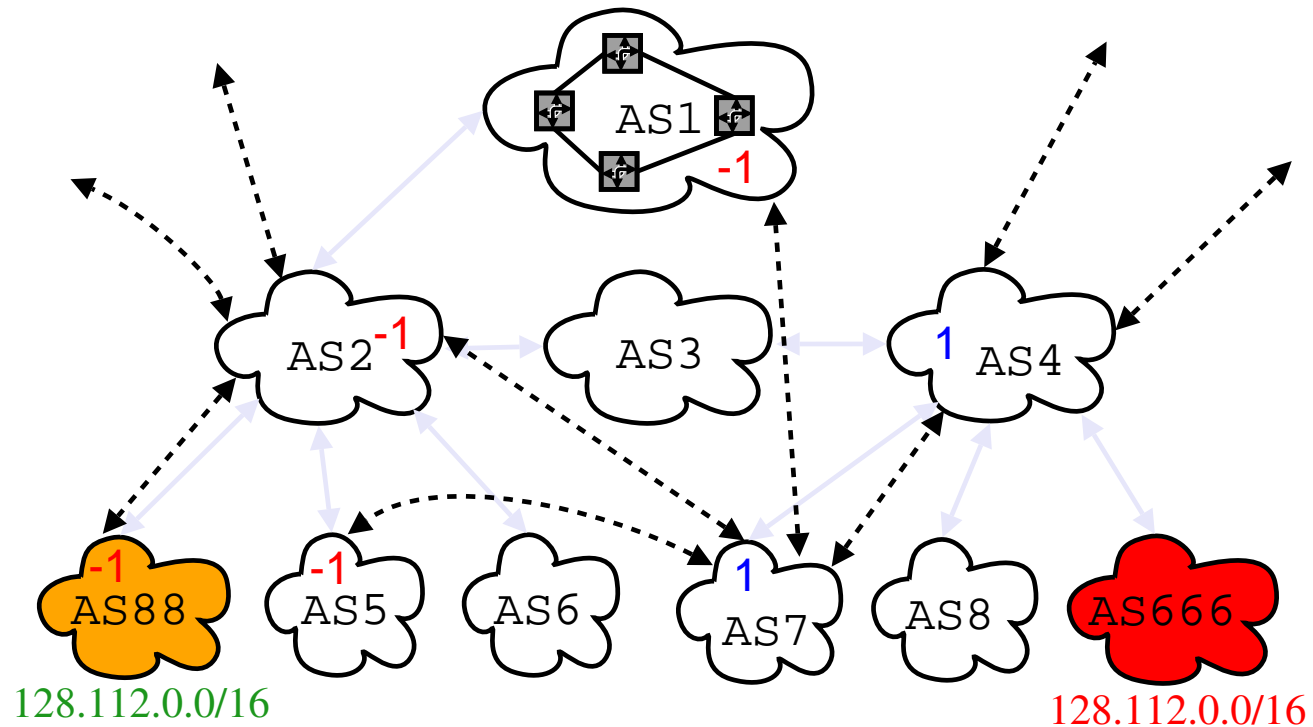 AS1
-1
AS2
-1
AS3
1
AS4
-1
AS88
-1
AS5
AS6
1
AS7
AS8
AS666
128.112.0.0/16
128.112.0.0/16